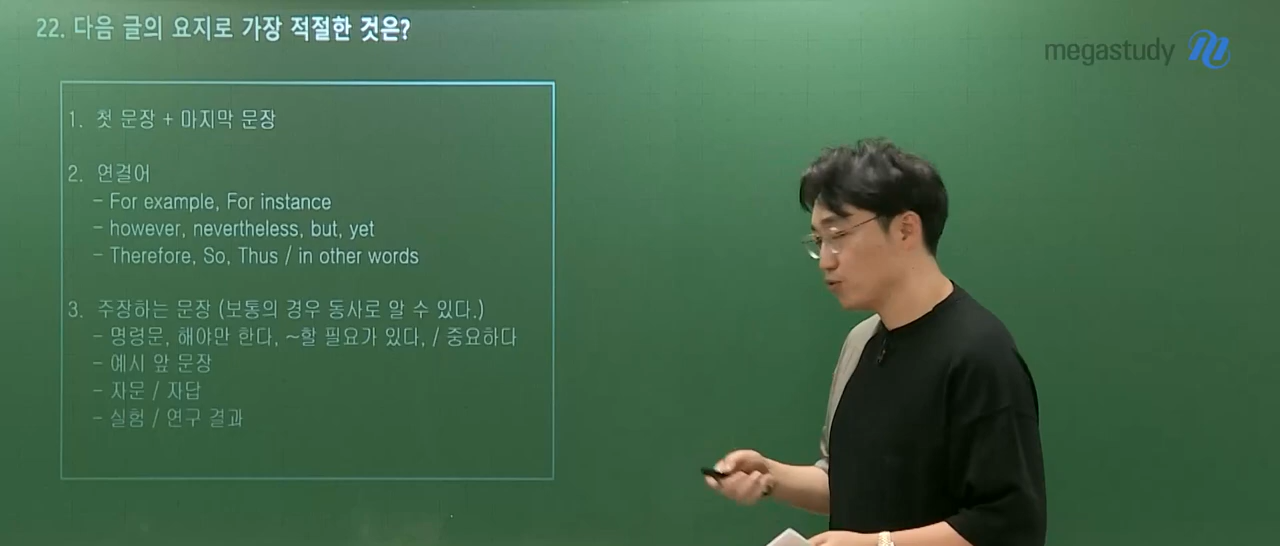 22. 다음 글의 요지로 가장 적절한 것은?
megastudy
1. 첫 문장 + 마지막 문장
2. 연결어
- For example, For instance
- however, nevertheless, but, yet
- Therefore, So, Thus / in other words
3. 주장하는 문장 (보통의 경우 동사로 알 수 있다.)
- 명령문, 해야만 한다, ~할 필요가 있다, / 중요하다
- 예시 앞 문장
- 자문 / 자답
- 실험 / 연구 결과